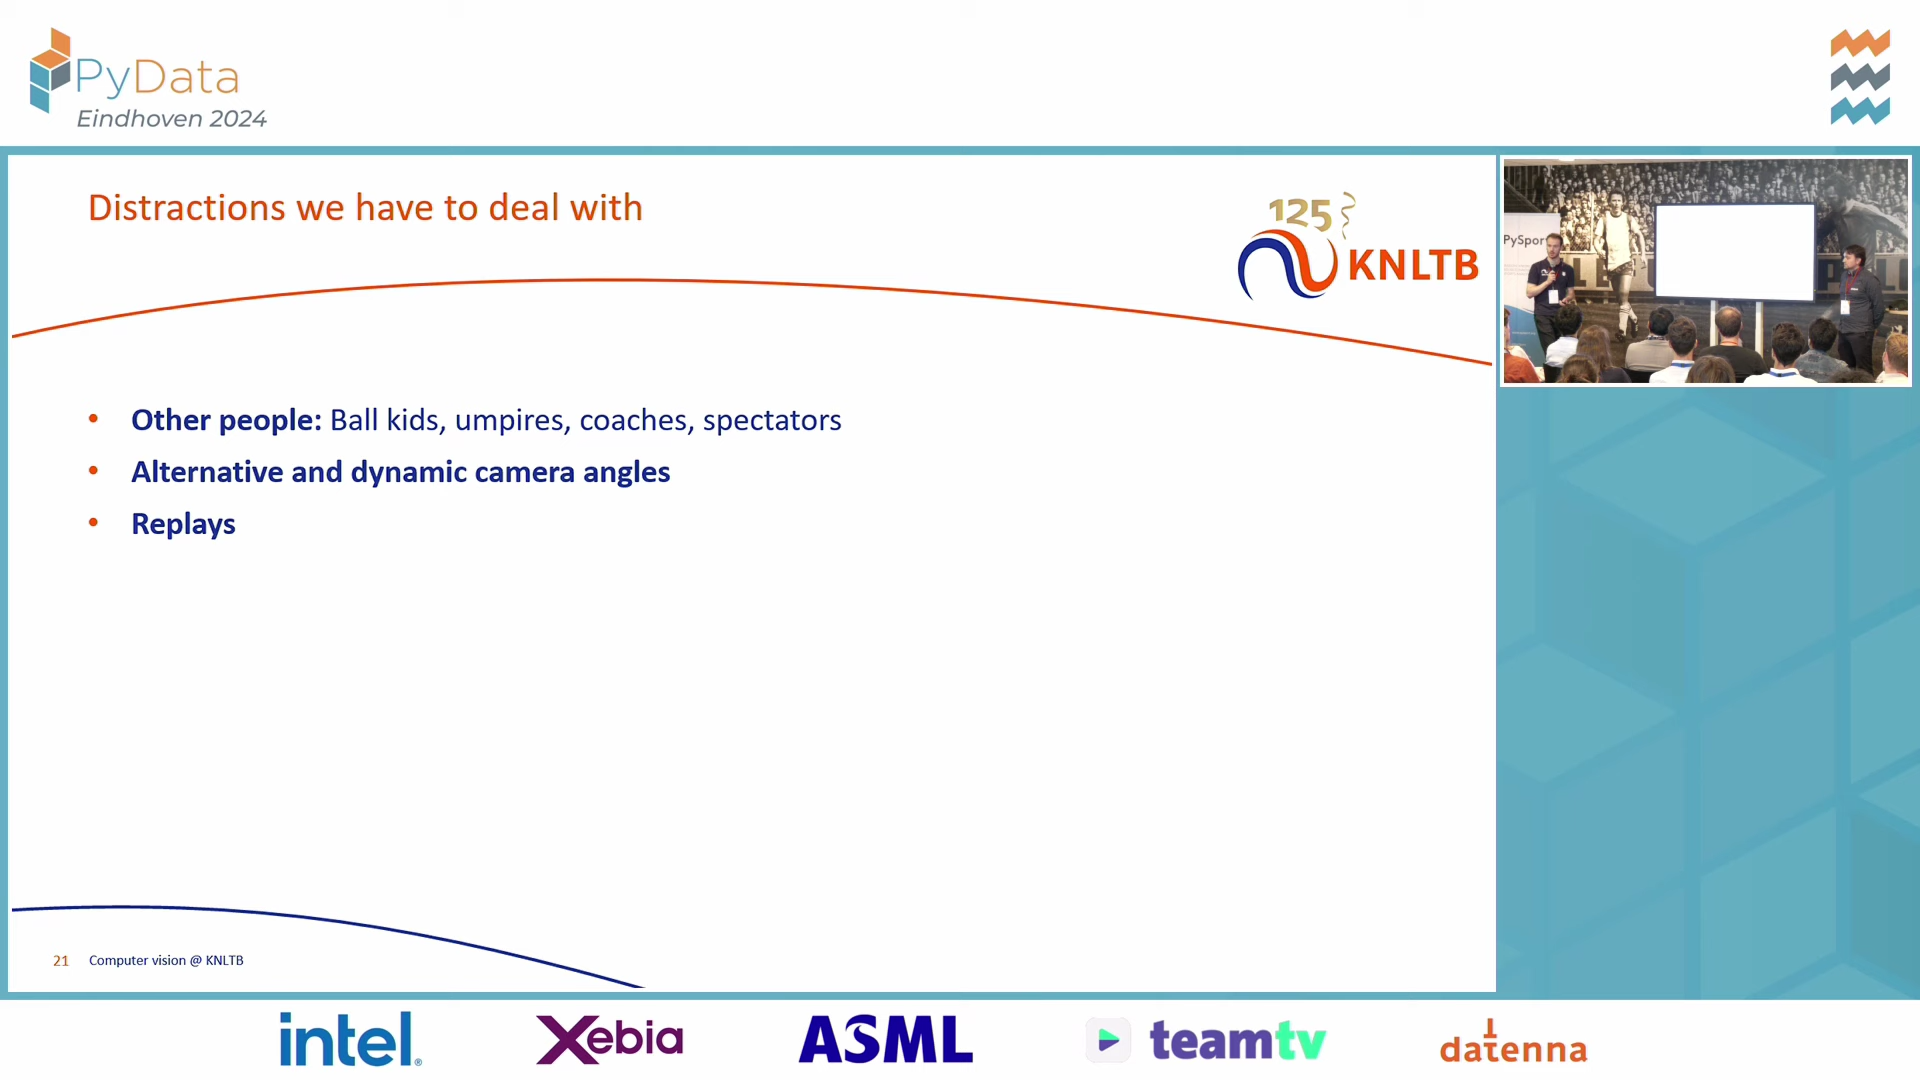 PyData
Eindhoven 2024
Distractions we have to deal with
125
KNLTB
PySpor
• Other people: Ball kids, umpires, coaches, spectators
• Alternative and dynamic camera angles
• Replays
21 Computer vision @ KNLTB
intel.
Xebia
ASML
teamtv
datenna